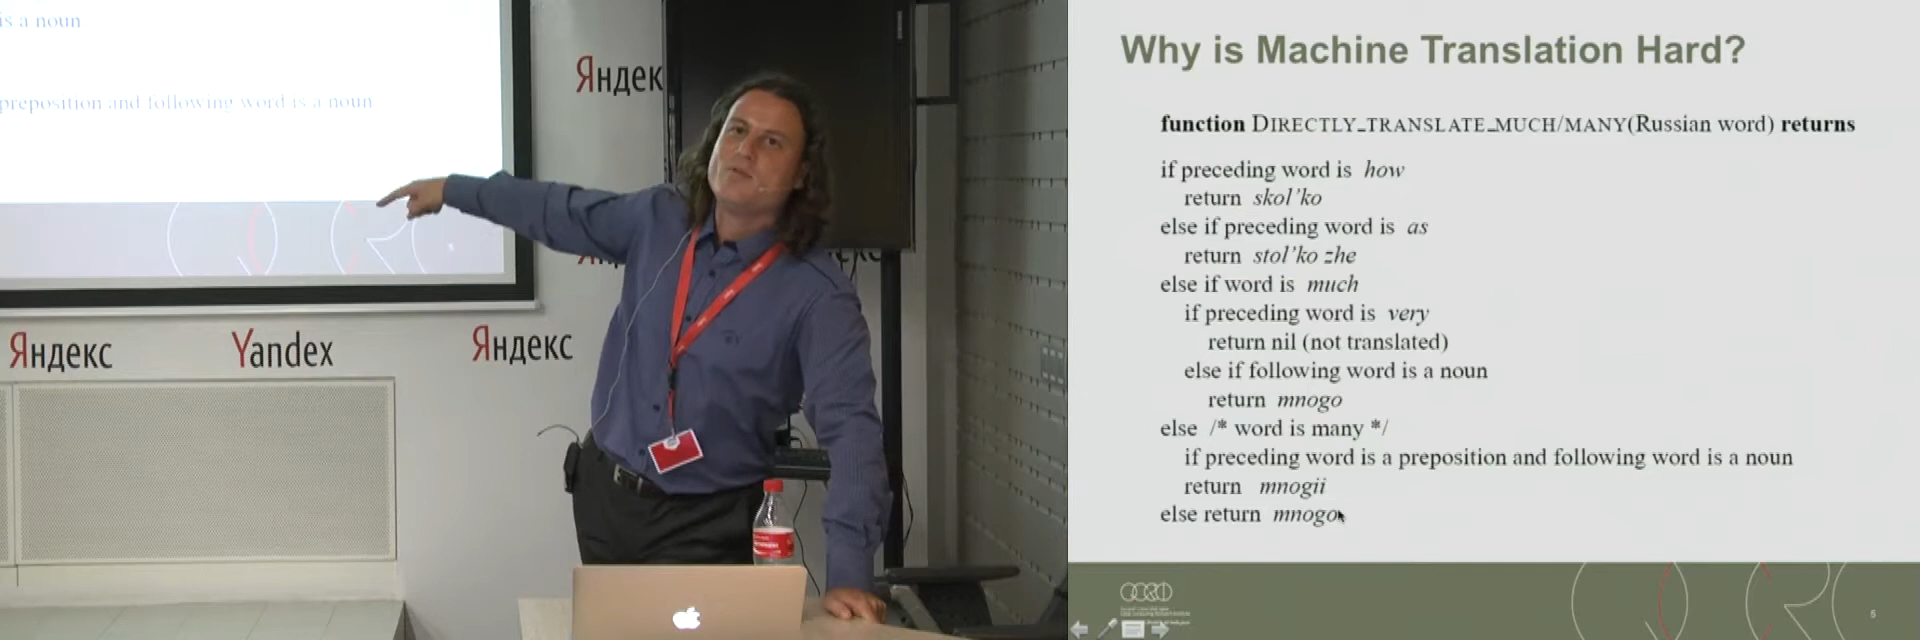 is a noun
preposition and following word is a noun
Яндек
Яндекс
Yandex
Яндекс
Why is Machine Translation Hard?
function DIRECTLY_TRANSLATE_MUCH/MANY(Russian word) returns
if preceding word is how
return skol’ko
else if preceding word is as
return stol’ko zhe
else if word is much
if preceding word is very
return nil (not translated)
else if following word is a noun
return mnogo
else /* word is many */
if preceding word is a preposition and following word is a noun
return mnogii
else return mnogo
5